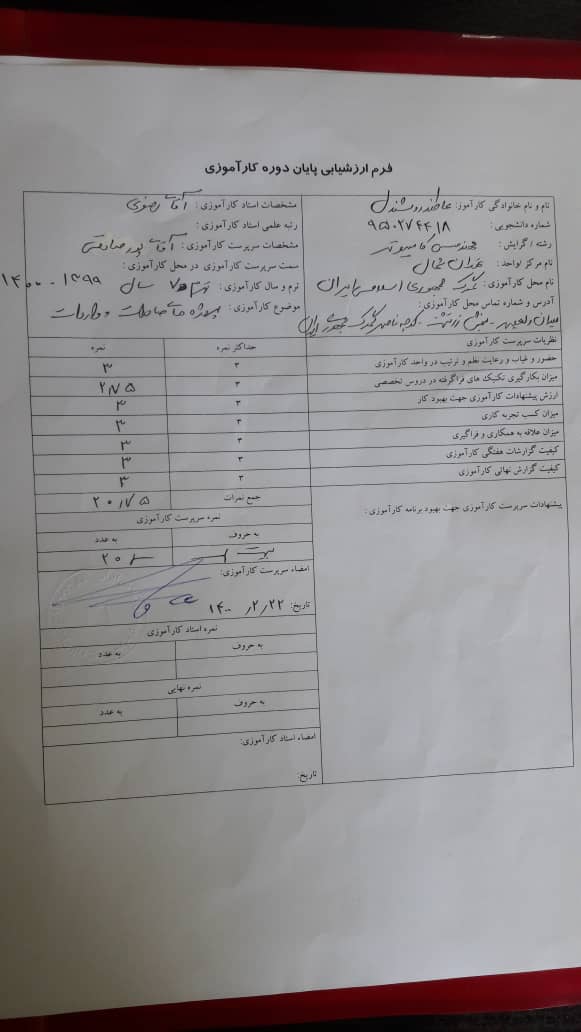 فرم ارزشیابی پایان دوره کارآموزی
نام و نام خانوادگی کارآموز:
شماره دانشجویی : ۹۵۰۲۷۴۴۱۸
رشته / گرایش : مهندسی کامپیوتر
نام مرکز /واحد: تهران شمال
نام محل کارآموزی : گمرک جمهوری اسلامی ایران
آدرس و شماره تماس محل کارآموزی :
میدان ولیعصر - نبش زرتشت - کوچه ناصر گمرک جمهوری ایران
مشخصات استاد کارآموزی : آقای رضوی
رتبه علمی استاد کارآموزی :
مشخصات سرپرست کارآموزی : آقای پورصادقی
سمت سرپرست کارآموزی در محل کارآموزی :
ترم و سال کارآموزی : ترم سال ۱۳۹۹-۱۴۰۰
موضوع کارآموزی : پروژه های صادرات و واردات
نظریات سرپرست کارآموزی حداکثر نمره نمره
حضور و غیاب و رعایت نظم و ترتیب در واحد کارآموزی ۳ ۳
میزان بکارگیری تکنیک های فراگرفته در دروس تخصصی ۳ ۲/۷۵
ارزش پیشنهادات کارآموزی جهت بهبود کار ۳ ۳
میزان کسب تجربه کاری ۳ ۳
میزان علاقه به همکاری و فراگیری ۳ ۳
کیفیت گزارشات هفتگی کارآموزی ۳ ۳
کیفیت گزارش نهائی کارآموزی ۳ ۳
پیشنهادات سرپرست کارآموزی جهت بهبود برنامه کارآموزی :
جمع نمرات ۲۰/۷۵
نمره سرپرست کارآموزی
به حروف به عدد
بیست ۲۰
امضاء سرپرست کارآموزی:
تاریخ: ۱۴۰۰/۲/۲۲
نمره استاد کارآموزی
به حروف به عدد
نمره نهایی
به حروف به عدد
امضاء استاد کارآموزی:
تاریخ: